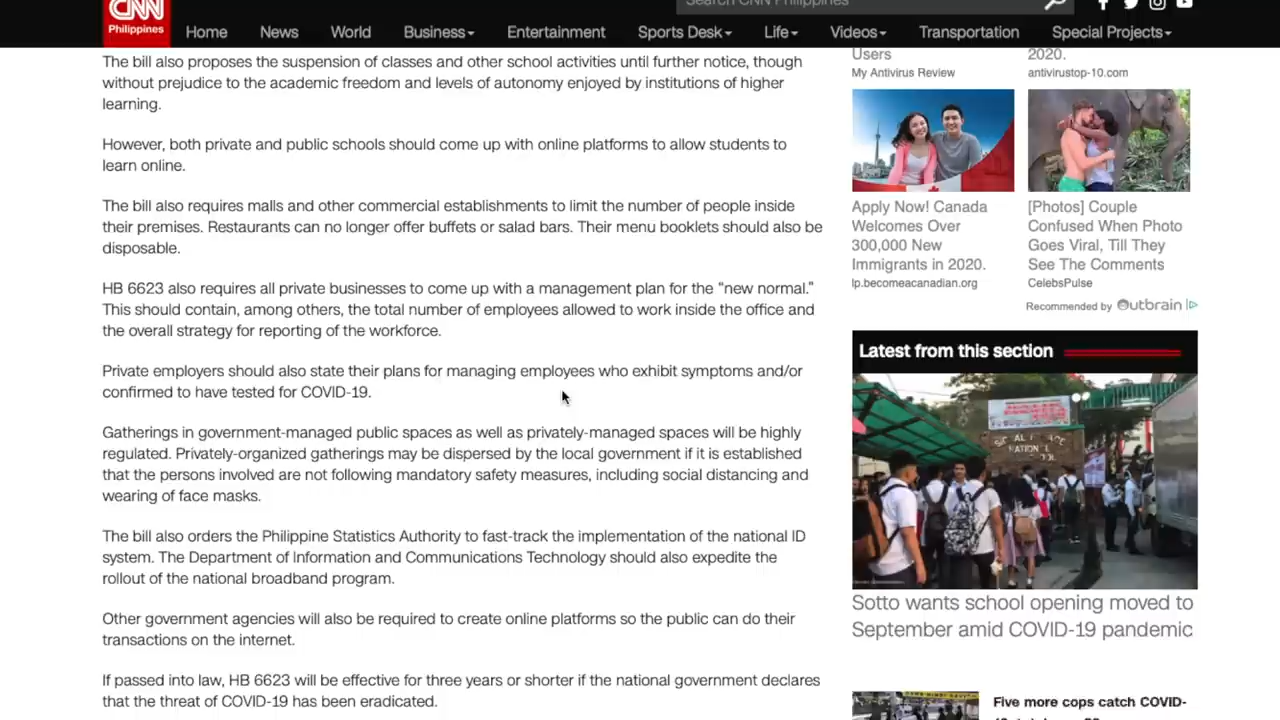 CNN
Philippines
Search CNN Philippines
Home
News
World
Business
Entertainment
Sports Desk
Life
Videos
Transportation
Special Projects
The bill also proposes the suspension of classes and other school activities until further notice, though
without prejudice to the academic freedom and levels of autonomy enjoyed by institutions of higher
learning.
However, both private and public schools should come up with online platforms to allow students to
learn online.
The bill also requires malls and other commercial establishments to limit the number of people inside
their premises. Restaurants can no longer offer buffets or salad bars. Their menu booklets should also be
disposable.
HB 6623 also requires all private businesses to come up with a management plan for the “new normal.”
This should contain, among others, the total number of employees allowed to work inside the office and
the overall strategy for reporting of the workforce.
Private employers should also state their plans for managing employees who exhibit symptoms and/or
confirmed to have tested for COVID-19.
Gatherings in government-managed public spaces as well as privately-managed spaces will be highly
regulated. Privately-organized gatherings may be dispersed by the local government if it is established
that the persons involved are not following mandatory safety measures, including social distancing and
wearing of face masks.
The bill also orders the Philippine Statistics Authority to fast-track the implementation of the national ID
system. The Department of Information and Communications Technology should also expedite the
rollout of the national broadband program.
Other government agencies will also be required to create online platforms so the public can do their
transactions on the internet.
If passed into law, HB 6623 will be effective for three years or shorter if the national government declares
that the threat of COVID-19 has been eradicated.
Users
My Antivirus Review
2020.
antivirustop-10.com
Apply Now! Canada
Welcomes Over
300,000 New
Immigrants in 2020.
lp.becomeacanadian.org
[Photos] Couple
Confused When Photo
Goes Viral, Till They
See The Comments
CelebsPulse
Recommended by Outbrain
Latest from this section
Sotto wants school opening moved to
September amid COVID-19 pandemic
Five more cops catch COVID-